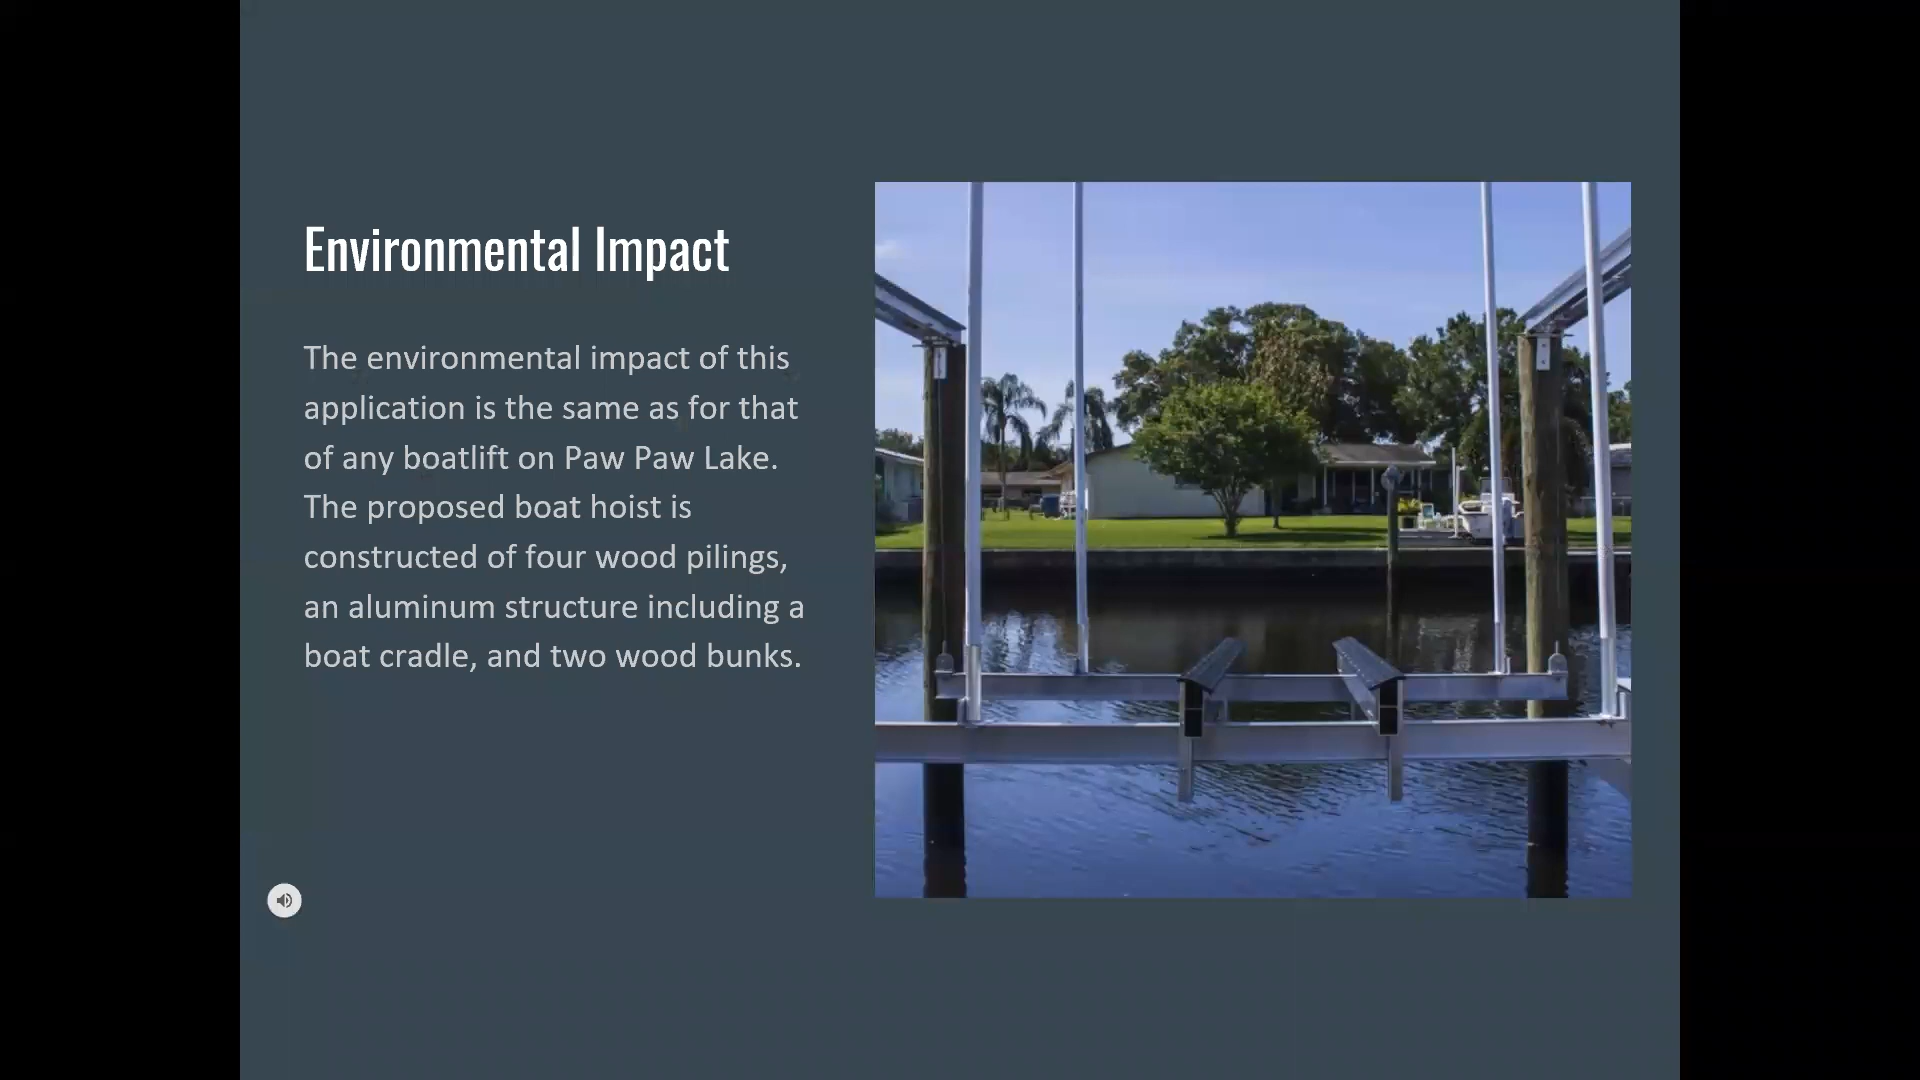 Environmental Impact
The environmental impact of this
application is the same as for that
of any boatlift on Paw Paw Lake.
The proposed boat hoist is
constructed of four wood pilings,
an aluminum structure including a
boat cradle, and two wood bunks.